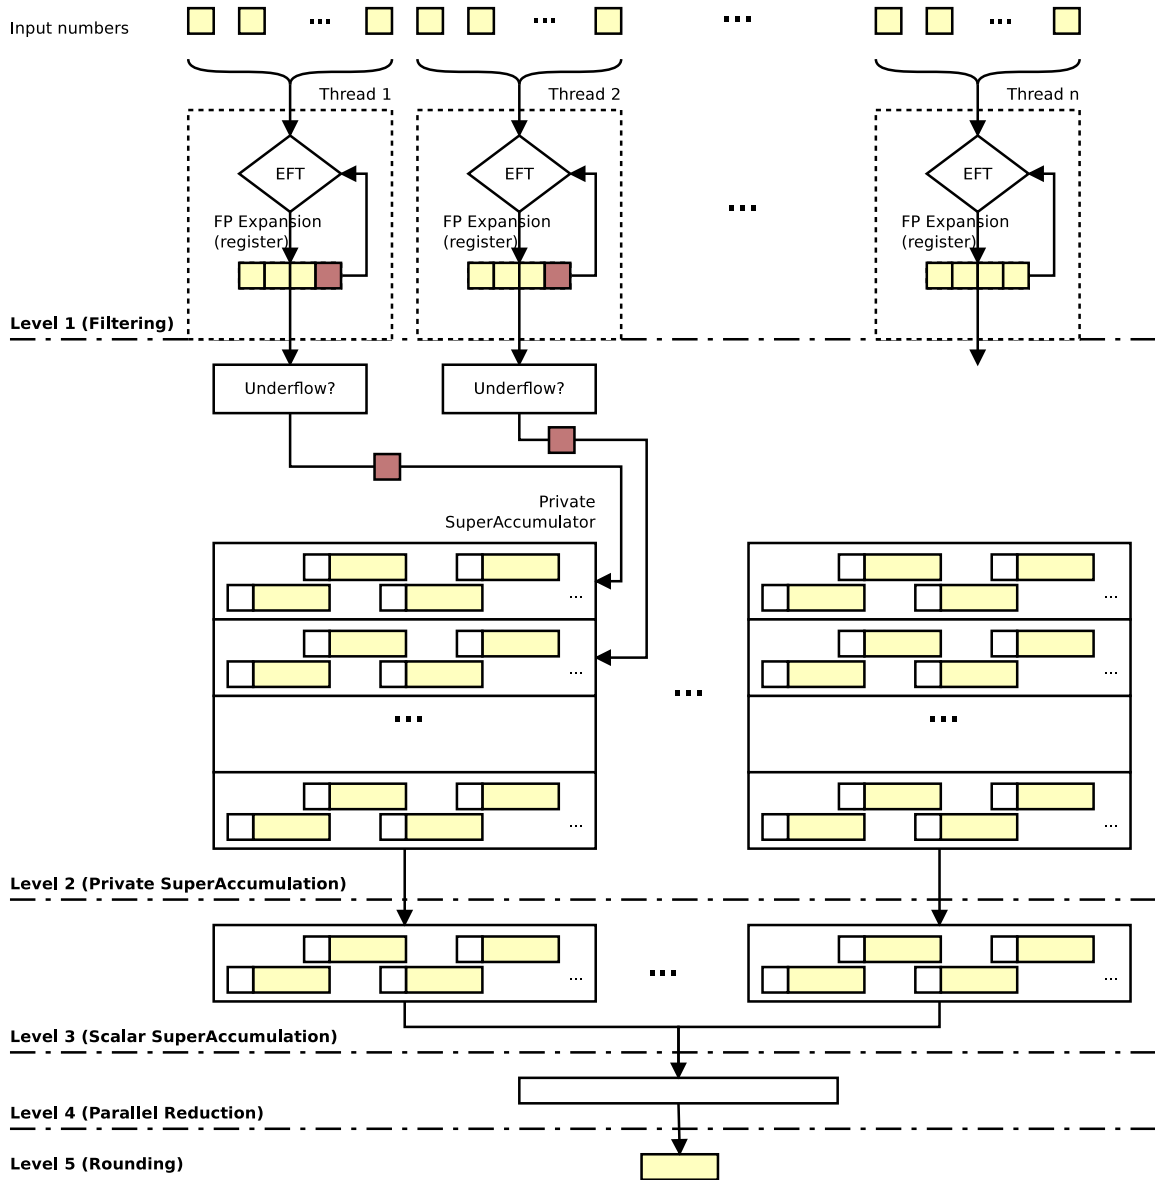 Input numbers
...
...
...
...
Thread 1
Thread 2
Thread n
EFT
EFT
EFT
...
FP Expansion
(register)
FP Expansion
(register)
FP Expansion
(register)
Level 1 (Filtering)
Underflow?
Underflow?
Private
SuperAccumulator
...
...
...
...
...
...
...
...
...
Level 2 (Private SuperAccumulation)
...
...
...
Level 3 (Scalar SuperAccumulation)
Level 4 (Parallel Reduction)
Level 5 (Rounding)